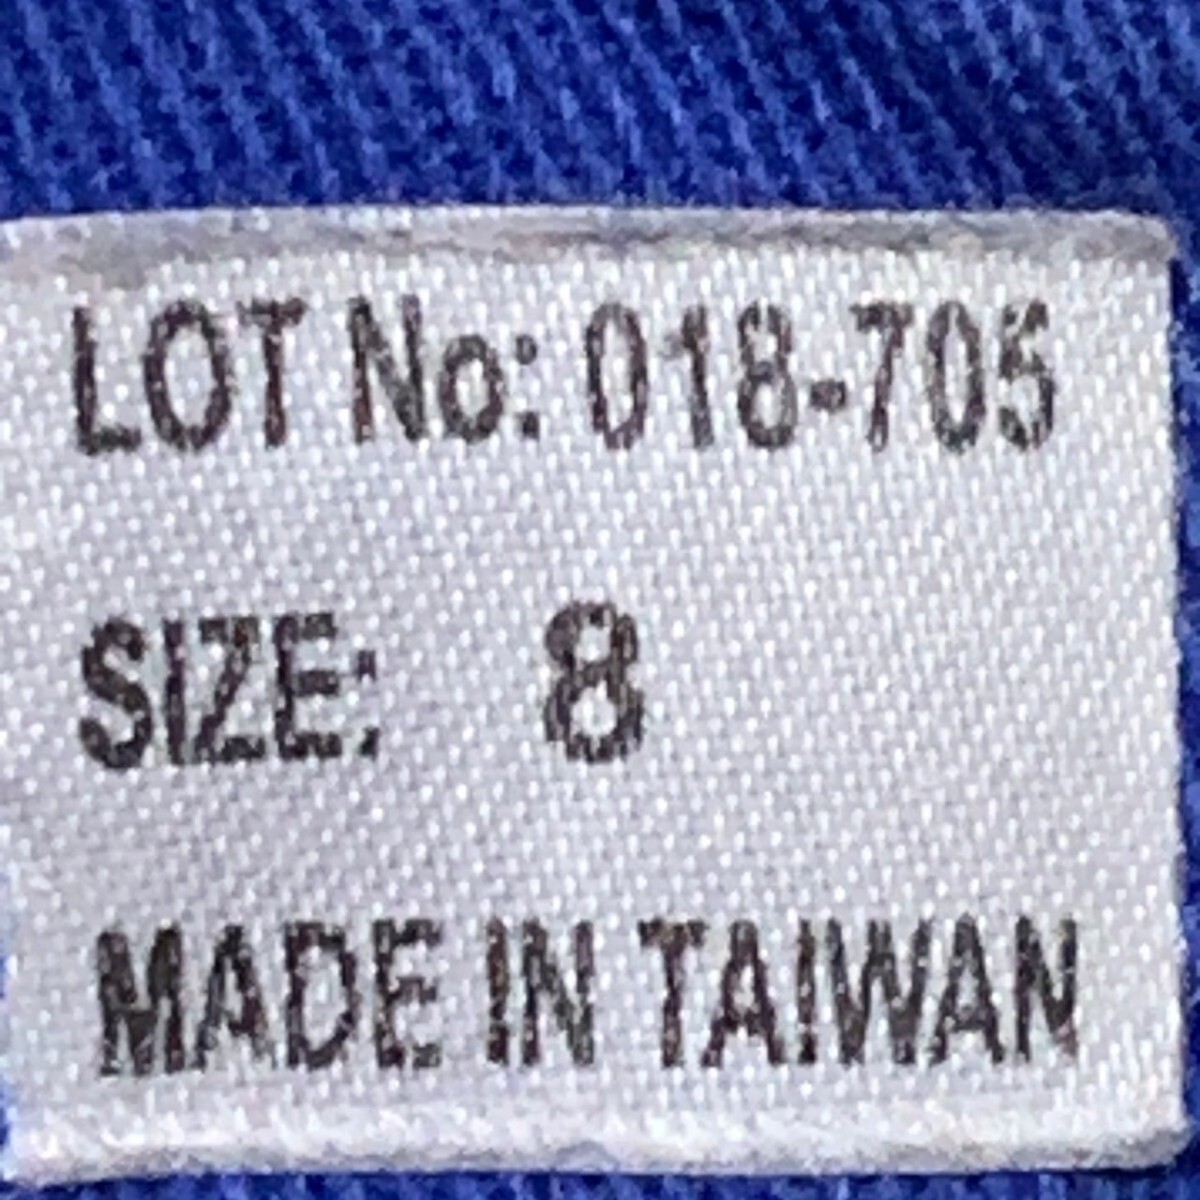 LOT No: 018-705
SIZE: 8
MADE IN TAIWAN